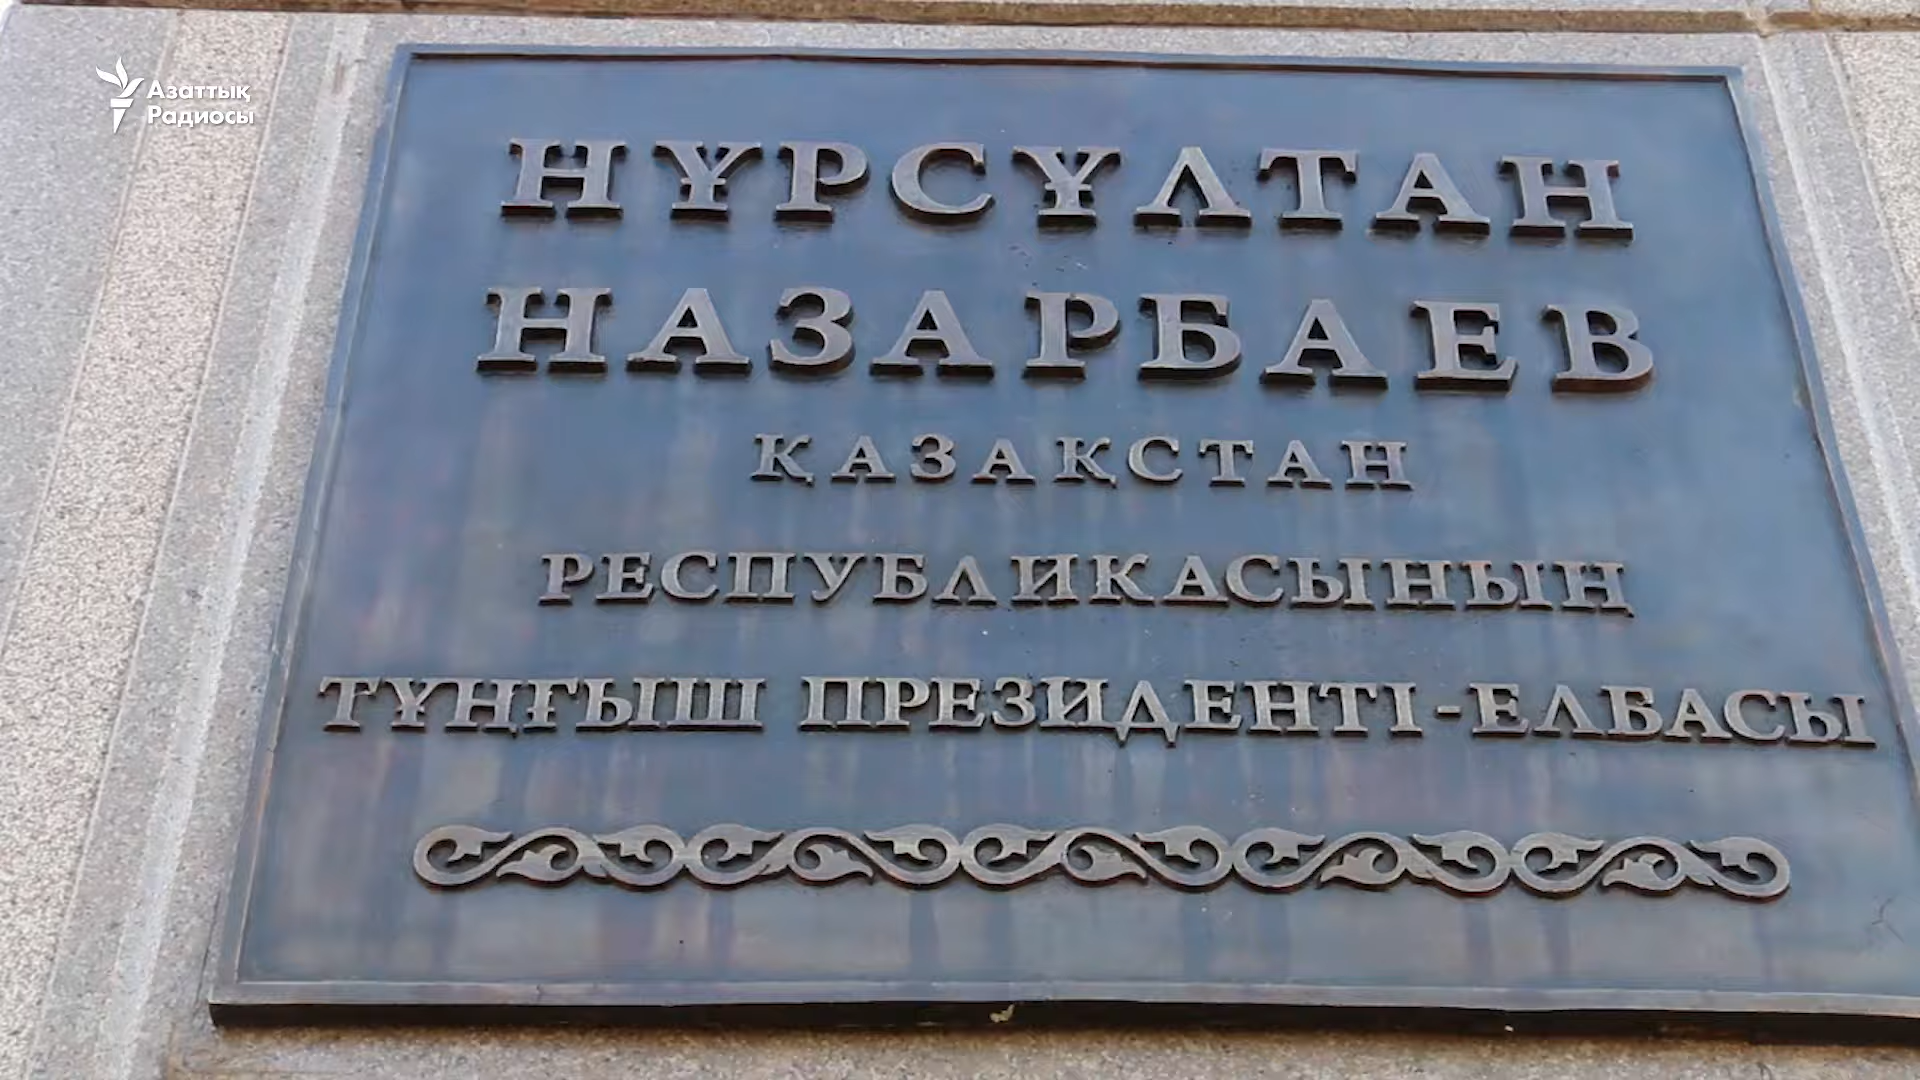 Азаттық
Радиосы
НҰРСҰЛТАН
НАЗАРБАЕВ
ҚАЗАҚСТАН
РЕСПУБЛИКАСЫНЫҢ
ТҰҢҒЫШ ПРЕЗИДЕНТІ-ЕЛБАСЫ